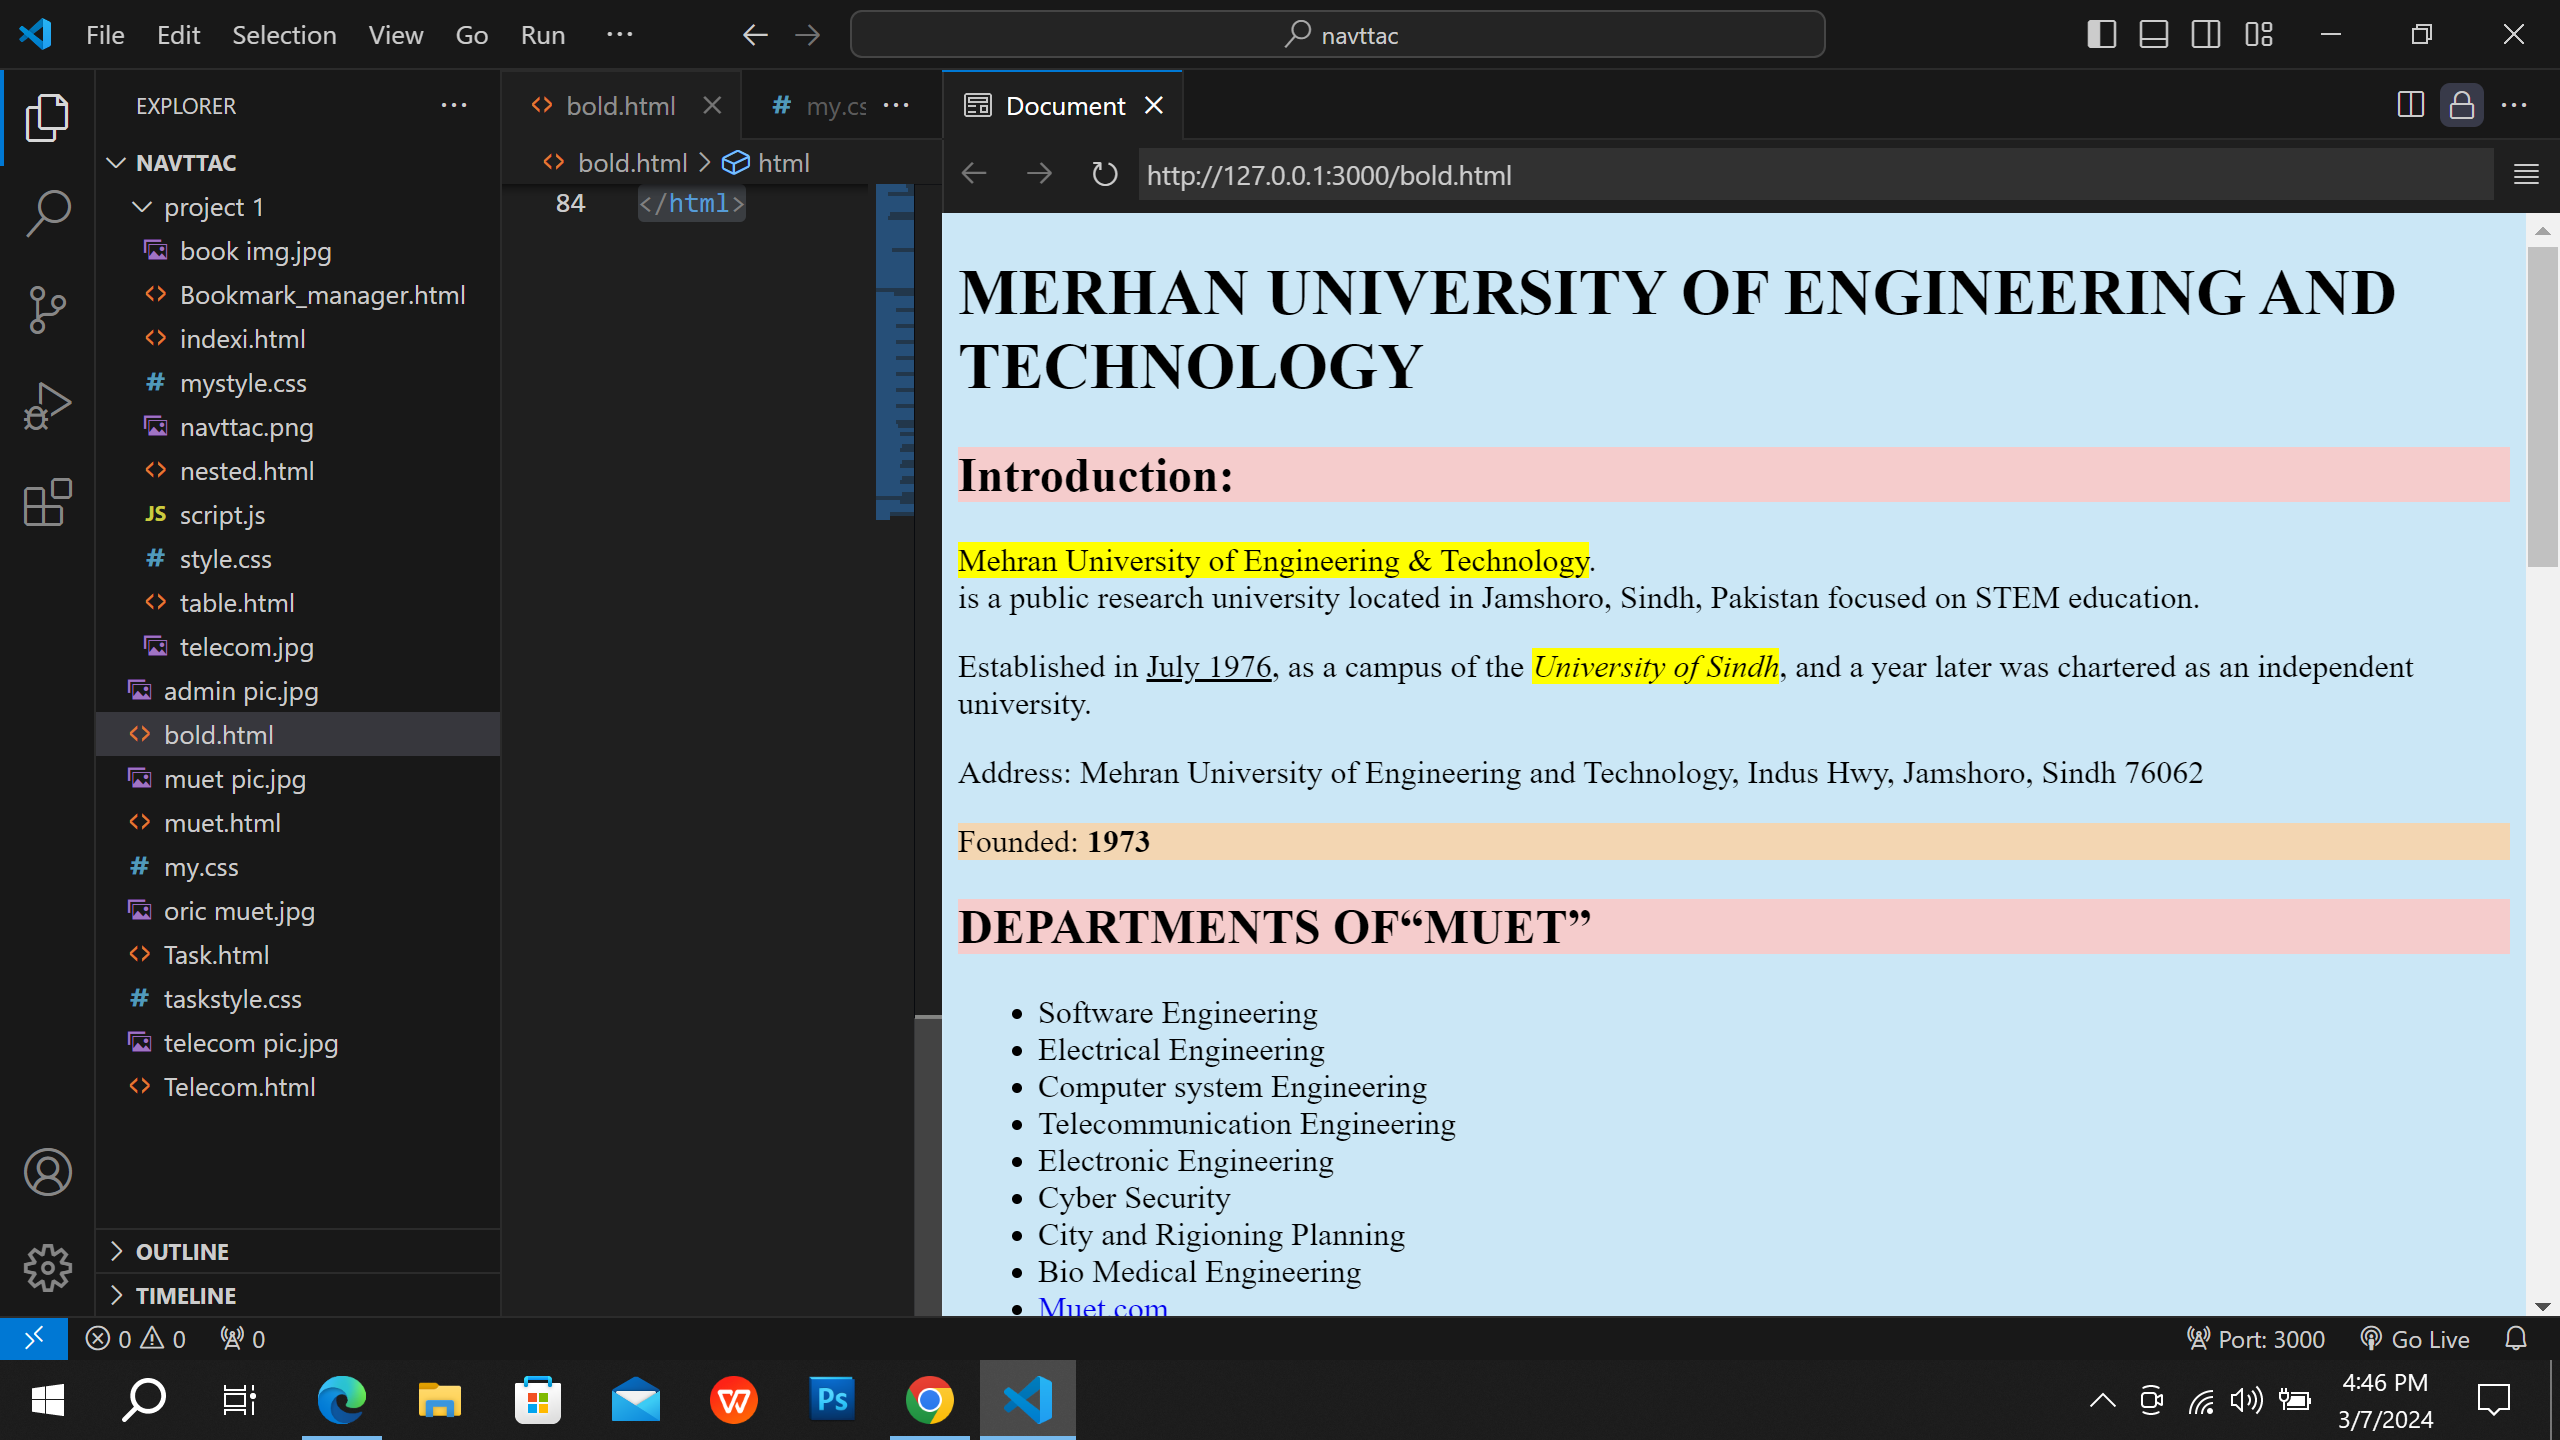 File Edit Selection View Go Run ···
navttac
EXPLORER ···
NAVTTAC
project 1
book img.jpg
Bookmark_manager.html
indexi.html
mystyle.css
navttac.png
nested.html
JS script.js
# style.css
table.html
telecom.jpg
admin pic.jpg
bold.html
muet pic.jpg
muet.html
# my.css
oric muet.jpg
Task.html
# taskstyle.css
telecom pic.jpg
Telecom.html
OUTLINE
TIMELINE
bold.html # my.cs ···
bold.html > html
84 </html>
Document
http://127.0.0.1:3000/bold.html
MERHAN UNIVERSITY OF ENGINEERING AND
TECHNOLOGY
Introduction:
Mehran University of Engineering & Technology.
is a public research university located in Jamshoro, Sindh, Pakistan focused on STEM education.
Established in July 1976, as a campus of the University of Sindh, and a year later was chartered as an independent
university.
Address: Mehran University of Engineering and Technology, Indus Hwy, Jamshoro, Sindh 76062
Founded: 1973
DEPARTMENTS OF“MUET”
• Software Engineering
• Electrical Engineering
• Computer system Engineering
• Telecommunication Engineering
• Electronic Engineering
• Cyber Security
• City and Rigioning Planning
• Bio Medical Engineering
• Muet.com
0 0 0
Port: 3000 Go Live
Ps
4:46 PM
3/7/2024